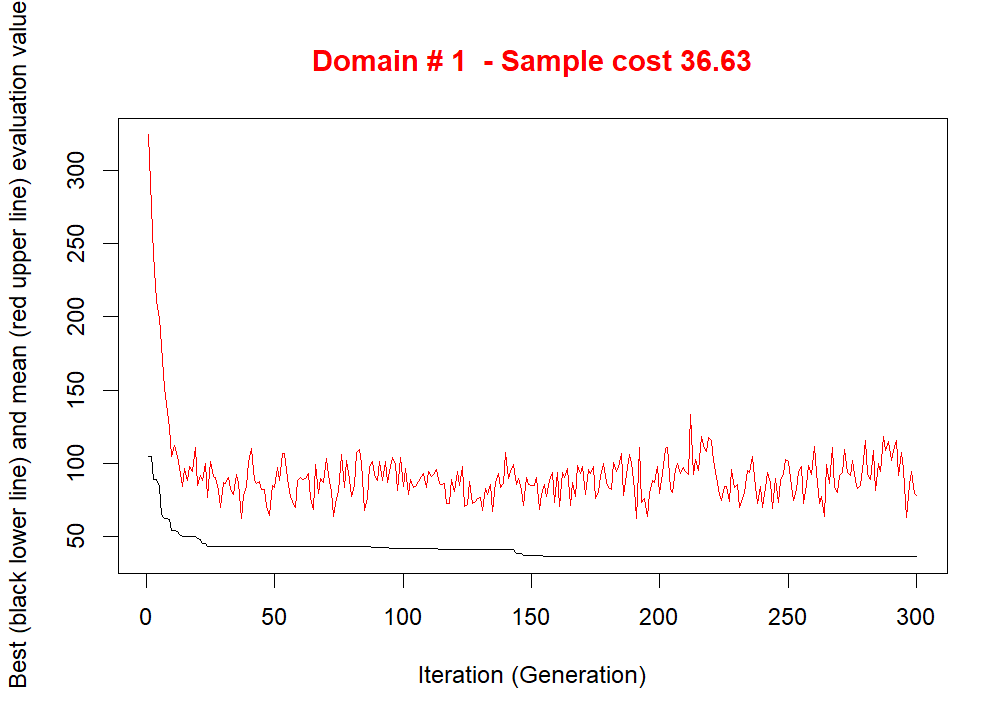 Domain # 1  - Sample cost 36.63
Best (black lower line) and mean (red upper line) evaluation value
300
250
200
150
100
50
0 50 100 150 200 250 300
Iteration (Generation)